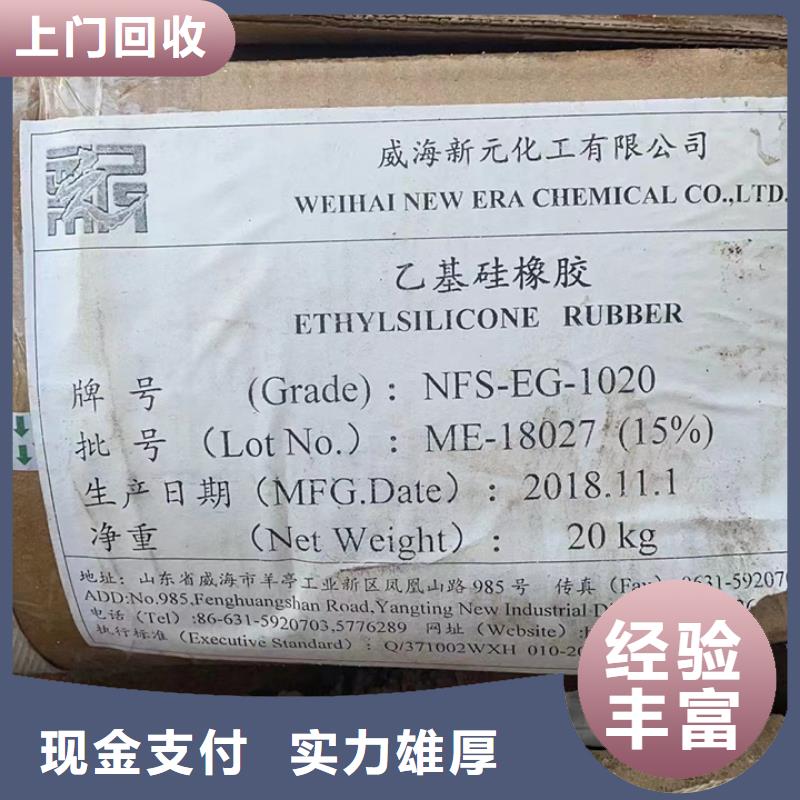 上门回收
威海新元化工有限公司
WEIHAI NEW ERA CHEMICAL CO.,LTD.
乙基硅橡胶
ETHYLSILICONE RUBBER
牌 号 (Grade) : NFS-EG-1020
批 号 (Lot No.) : ME-18027 (15%)
生产日期 (MFG.Date) : 2018.11.1
净重 (Net Weight) : 20 kg
地址: 山东省威海市羊亭工业新区凤凰山路985号 传真 (Fax)
ADD:No.985,Fenghuangshan Road,Yangting New Industrial
电话 (Tel) :86-631-5920703,5776289 网址 (Website) :
执行标准 (Executive Standard) : Q/371002WXH
经验
丰富
现金支付 实力雄厚